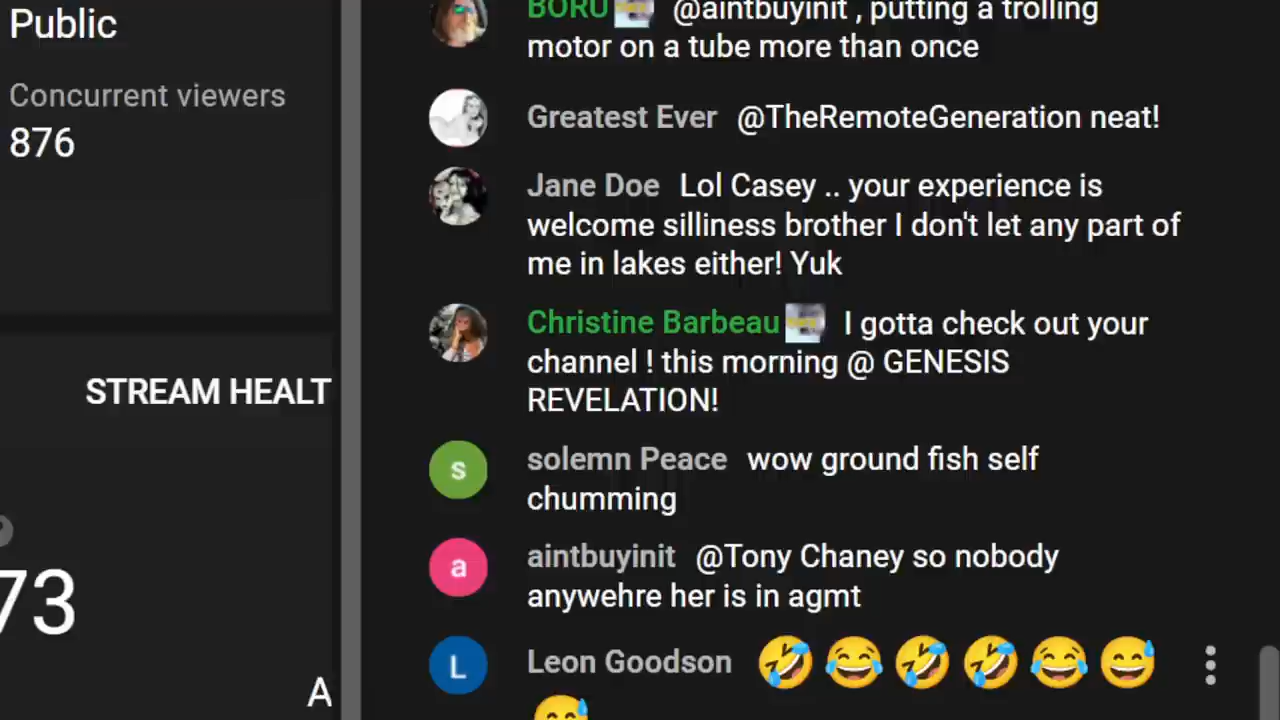 Public
Concurrent viewers
876
STREAM HEALT
73
A
BORU @aintbuyinit , putting a trolling
motor on a tube more than once
Greatest Ever @TheRemoteGeneration neat!
Jane Doe Lol Casey .. your experience is
welcome silliness brother I don't let any part of
me in lakes either! Yuk
Christine Barbeau I gotta check out your
channel ! this morning @ GENESIS
REVELATION!
s
solemn Peace wow ground fish self
chumming
a
aintbuyinit @Tony Chaney so nobody
anywehre her is in agmt
L
Leon Goodson 🤣😂🤣🤣😂😅
😅